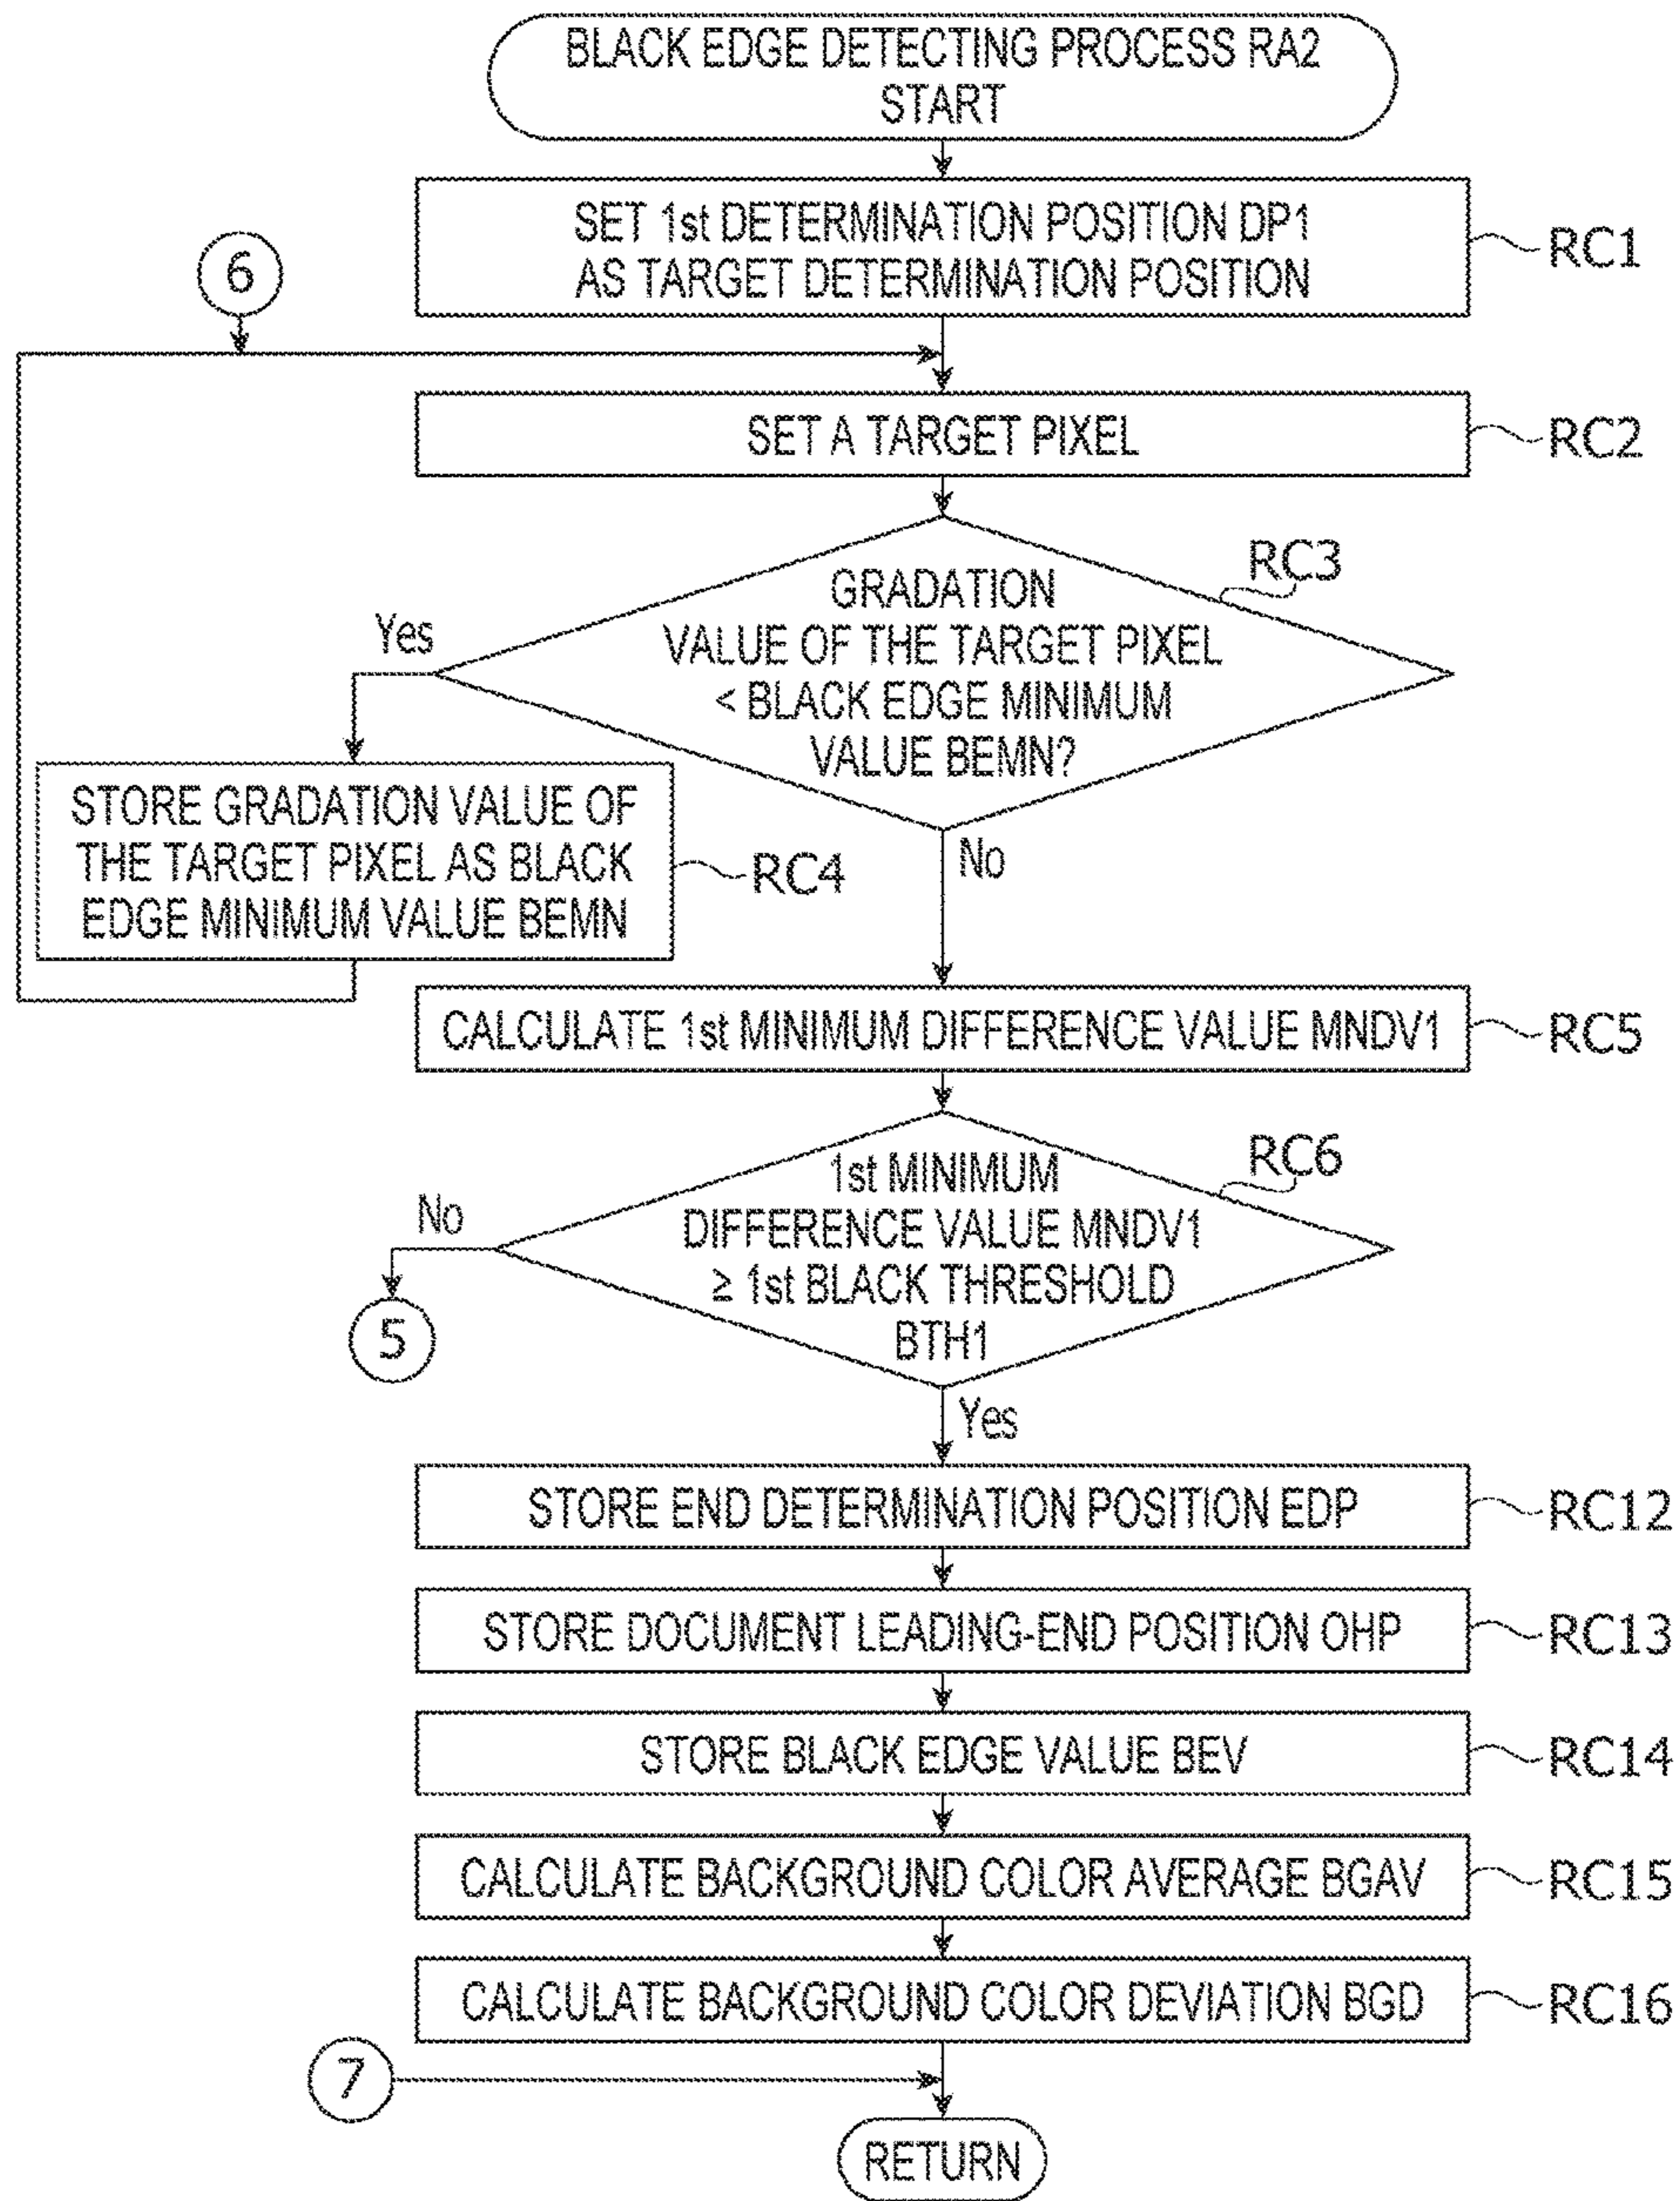 BLACK EDGE DETECTING PROCESS RA2
START
SET 1st DETERMINATION POSITION DP1
AS TARGET DETERMINATION POSITION
RC1
6
SET A TARGET PIXEL
RC2
RC3
GRADATION
VALUE OF THE TARGET PIXEL
< BLACK EDGE MINIMUM
VALUE BEMN?
Yes
STORE GRADATION VALUE OF
THE TARGET PIXEL AS BLACK
EDGE MINIMUM VALUE BEMN
RC4
No
CALCULATE 1st MINIMUM DIFFERENCE VALUE MNDV1
RC5
RC6
1st MINIMUM
DIFFERENCE VALUE MNDV1
≥ 1st BLACK THRESHOLD
BTH1
No
5
Yes
STORE END DETERMINATION POSITION EDP
RC12
STORE DOCUMENT LEADING-END POSITION OHP
RC13
STORE BLACK EDGE VALUE BEV
RC14
CALCULATE BACKGROUND COLOR AVERAGE BGAV
RC15
CALCULATE BACKGROUND COLOR DEVIATION BGD
RC16
7
RETURN